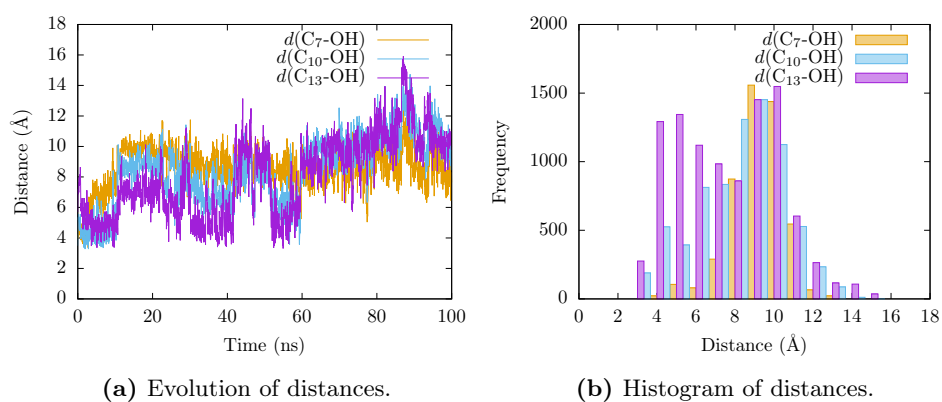 Distance (Å)
18
16
14
12
10
8
6
4
2
0
d(C₇-OH)
d(C₁₀-OH)
d(C₁₃-OH)
0 20 40 60 80 100
Time (ns)
(a) Evolution of distances.
Frequency
2000
1500
1000
500
0
d(C₇-OH)
d(C₁₀-OH)
d(C₁₃-OH)
0 2 4 6 8 10 12 14 16 18
Distance (Å)
(b) Histogram of distances.